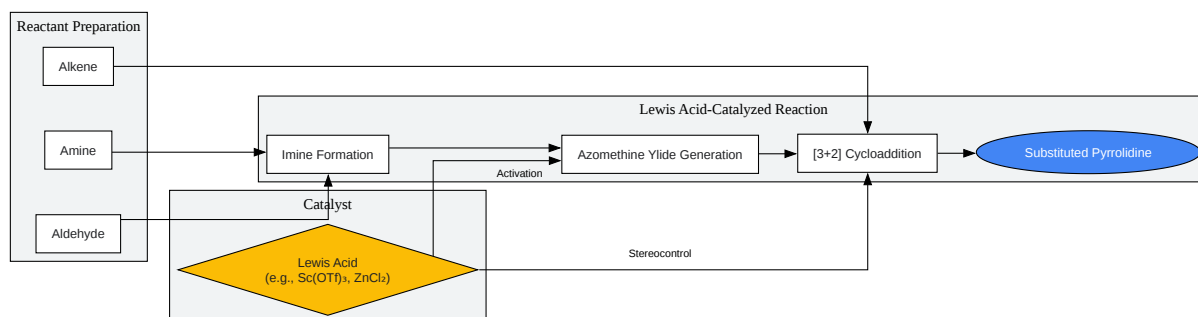 Reactant Preparation
Alkene
Amine
Aldehyde
Lewis Acid-Catalyzed Reaction
Imine Formation
Azomethine Ylide Generation
[3+2] Cycloaddition
Substituted Pyrrolidine
Activation
Catalyst
Lewis Acid
(e.g., Sc(OTf)₃, ZnCl₂)
Stereocontrol